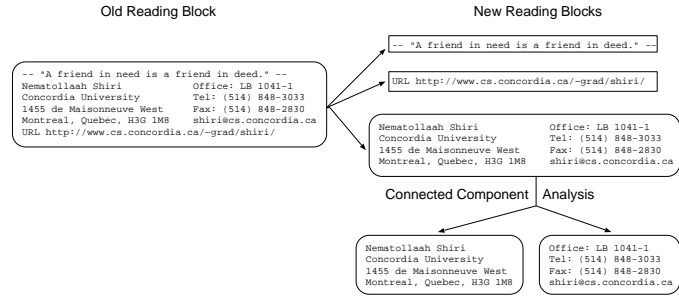 Old Reading Block
-- "A friend in need is a friend in deed." --
Nematollaah Shiri Office: LB 1041-1
Concordia University Tel: (514) 848-3033
1455 de Maisonneuve West Fax: (514) 848-2830
Montreal, Quebec, H3G 1M8 shiri@cs.concordia.ca
URL http://www.cs.concordia.ca/~grad/shiri/
New Reading Blocks
-- "A friend in need is a friend in deed." --
URL http://www.cs.concordia.ca/~grad/shiri/
Nematollaah Shiri Office: LB 1041-1
Concordia University Tel: (514) 848-3033
1455 de Maisonneuve West Fax: (514) 848-2830
Montreal, Quebec, H3G 1M8 shiri@cs.concordia.ca
Connected Component Analysis
Nematollaah Shiri
Concordia University
1455 de Maisonneuve West
Montreal, Quebec, H3G 1M8
Office: LB 1041-1
Tel: (514) 848-3033
Fax: (514) 848-2830
shiri@cs.concordia.ca